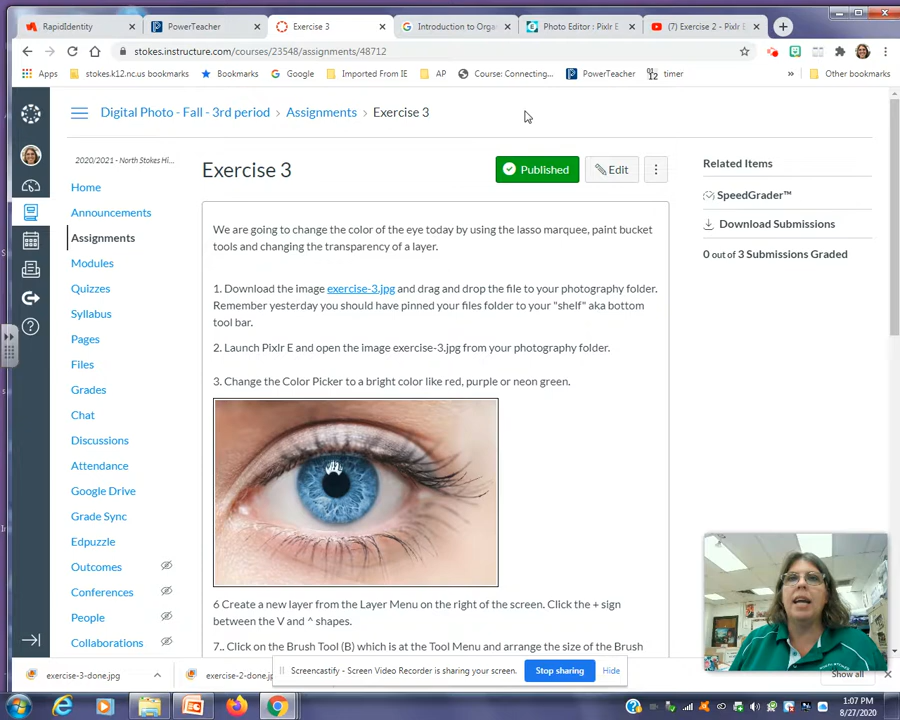 RapidIdentity
PowerTeacher
Exercise 3
Introduction to Orga
Photo Editor : Pixlr E
(7) Exercise 2 - Pixlr E
stokes.instructure.com/courses/23548/assignments/48712
Apps
stokes.k12.nc.us bookmarks
Bookmarks
Google
Imported From IE
AP
Course: Connecting...
PowerTeacher
timer
»
Other bookmarks
Digital Photo - Fall - 3rd period > Assignments > Exercise 3
2020/2021 - North Stokes Hi...
Home
Announcements
Assignments
Modules
Quizzes
Syllabus
Pages
Files
Grades
Chat
Discussions
Attendance
Google Drive
Grade Sync
Edpuzzle
Outcomes
Conferences
People
Collaborations
Exercise 3
Published
Edit
We are going to change the color of the eye today by using the lasso marquee, paint bucket
tools and changing the transparency of a layer.
1. Download the image exercise-3.jpg and drag and drop the file to your photography folder.
Remember yesterday you should have pinned your files folder to your "shelf" aka bottom
tool bar.
2. Launch Pixlr E and open the image exercise-3.jpg from your photography folder.
3. Change the Color Picker to a bright color like red, purple or neon green.
6 Create a new layer from the Layer Menu on the right of the screen. Click the + sign
between the V and ^ shapes.
7.. Click on the Brush Tool (B) which is at the Tool Menu and arrange the size of the Brush
Related Items
SpeedGrader™
Download Submissions
0 out of 3 Submissions Graded
exercise-3-done.jpg
exercise-2-done.jp
Screencastify - Screen Video Recorder is sharing your screen.
Stop sharing
Hide
Show all
1:07 PM
8/27/2020